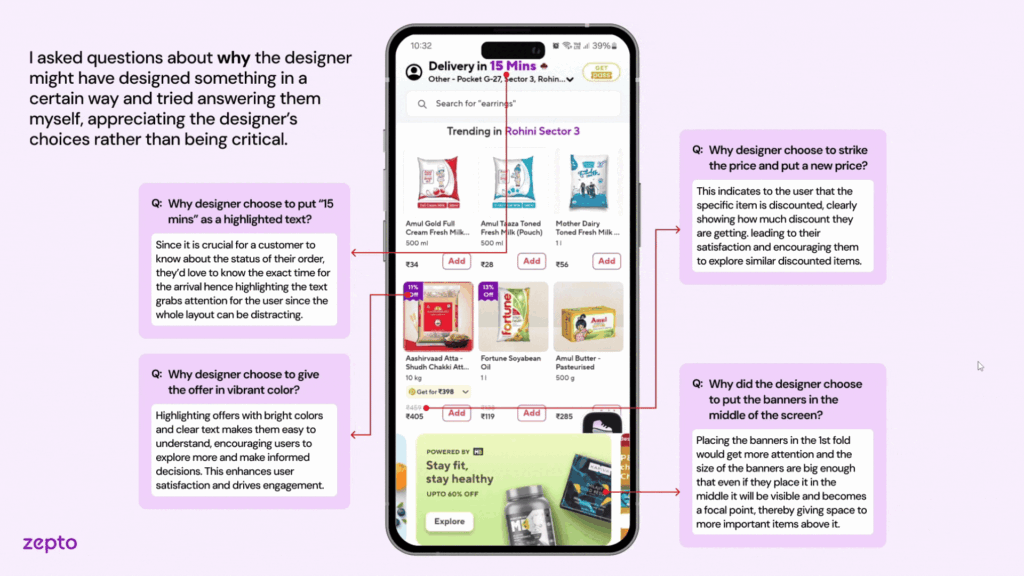 I asked questions about why the designer
might have designed something in a
certain way and tried answering them
myself, appreciating the designer's
choices rather than being critical.
Q: Why designer choose to put "15
mins" as a highlighted text?
Since it is crucial for a customer to
know about the status of their order,
they'd love to know the exact time for
the arrival hence highlighting the text
grabs attention for the user since the
whole layout can be distracting.
Q: Why designer choose to give
the offer in vibrant color?
Highlighting offers with bright colors
and clear text makes them easy to
understand, encouraging users to
explore more and make informed
decisions. This enhances user
satisfaction and drives engagement.
zepto
10:32
39%
Delivery in 15 Mins
GET
Other - Pocket G-27, Sector 3, Rohin...
Search for "earrings"
Trending in Rohini Sector 3
Amul Gold Full
Cream Fresh Milk...
500 ml
₹34
Add
Amul Taaza Toned
Fresh Milk (Pouch)
500 ml
₹28
Add
Mother Dairy
Toned Fresh Milk ...
1 l
₹56
Add
11%
Off
Aashirvaad Atta -
Shudh Chakki Att...
10 kg
Get for ₹398
₹405
Add
13%
Off
fortune
Fortune Soyabean
Oil
1 l
₹119
Add
Amul
Amul Butter -
Pasteurised
500 g
₹285
POWERED BY MB
Stay fit,
stay healthy
UPTO 60% OFF
Explore
MB
Q: Why designer choose to strike
the price and put a new price?
This indicates to the user that the
specific item is discounted, clearly
showing how much discount they
are getting. leading to their
satisfaction and encouraging them
to explore similar discounted items.
Q: Why did the designer choose
to put the banners in the
middle of the screen?
Placing the banners in the 1st fold
would get more attention and the
size of the banners are big enough
that even if they place it in the
middle it will be visible and becomes
a focal point, thereby giving space to
more important items above it.